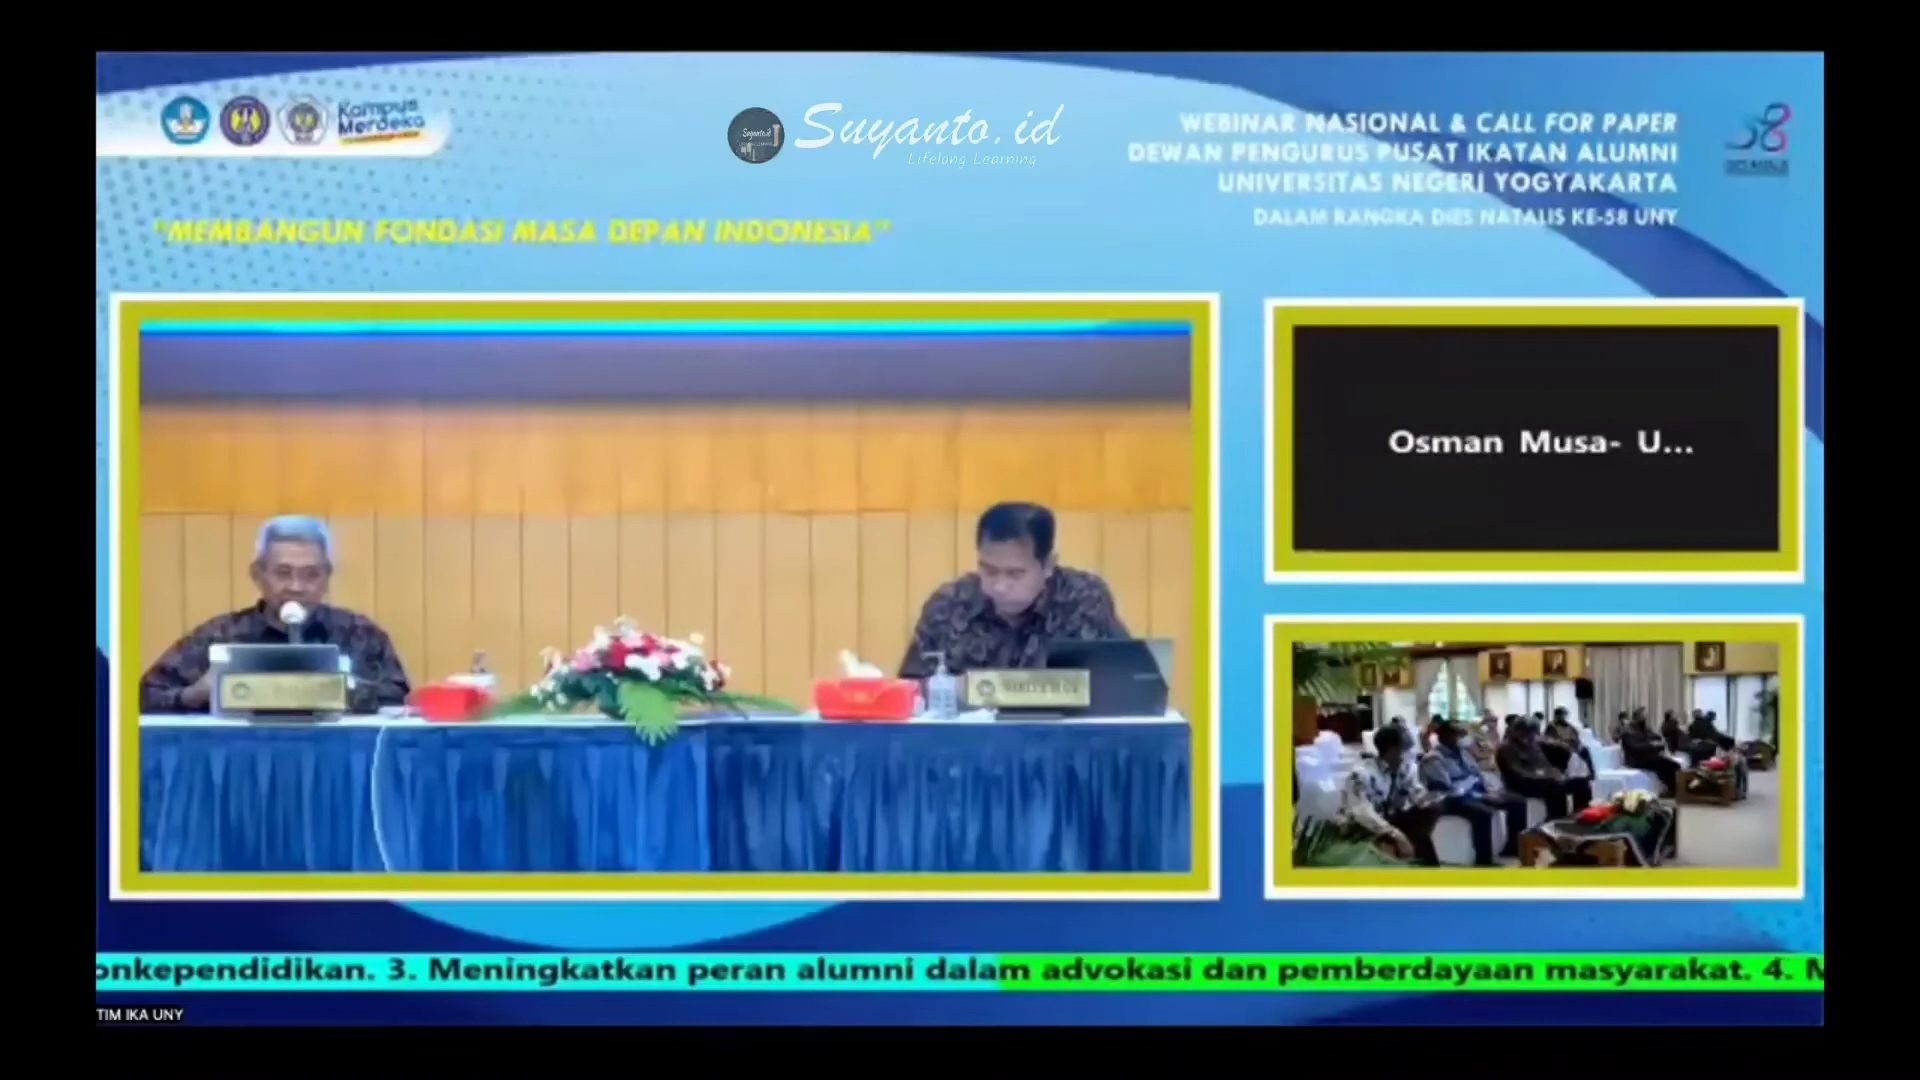 Kampus
Merdeka
Suyanto.id
Lifelong Learning
WEBINAR NASIONAL & CALL FOR PAPER
DEWAN PENGURUS PUSAT IKATAN ALUMNI
UNIVERSITAS NEGERI YOGYAKARTA
DALAM RANGKA DIES NATALIS KE-58 UNY
58
"MEMBANGUN FONDASI MASA DEPAN INDONESIA"
Osman Musa- U...
onkependidikan. 3. Meningkatkan peran alumni dalam advokasi dan pemberdayaan masyarakat. 4. M
TIM IKA UNY